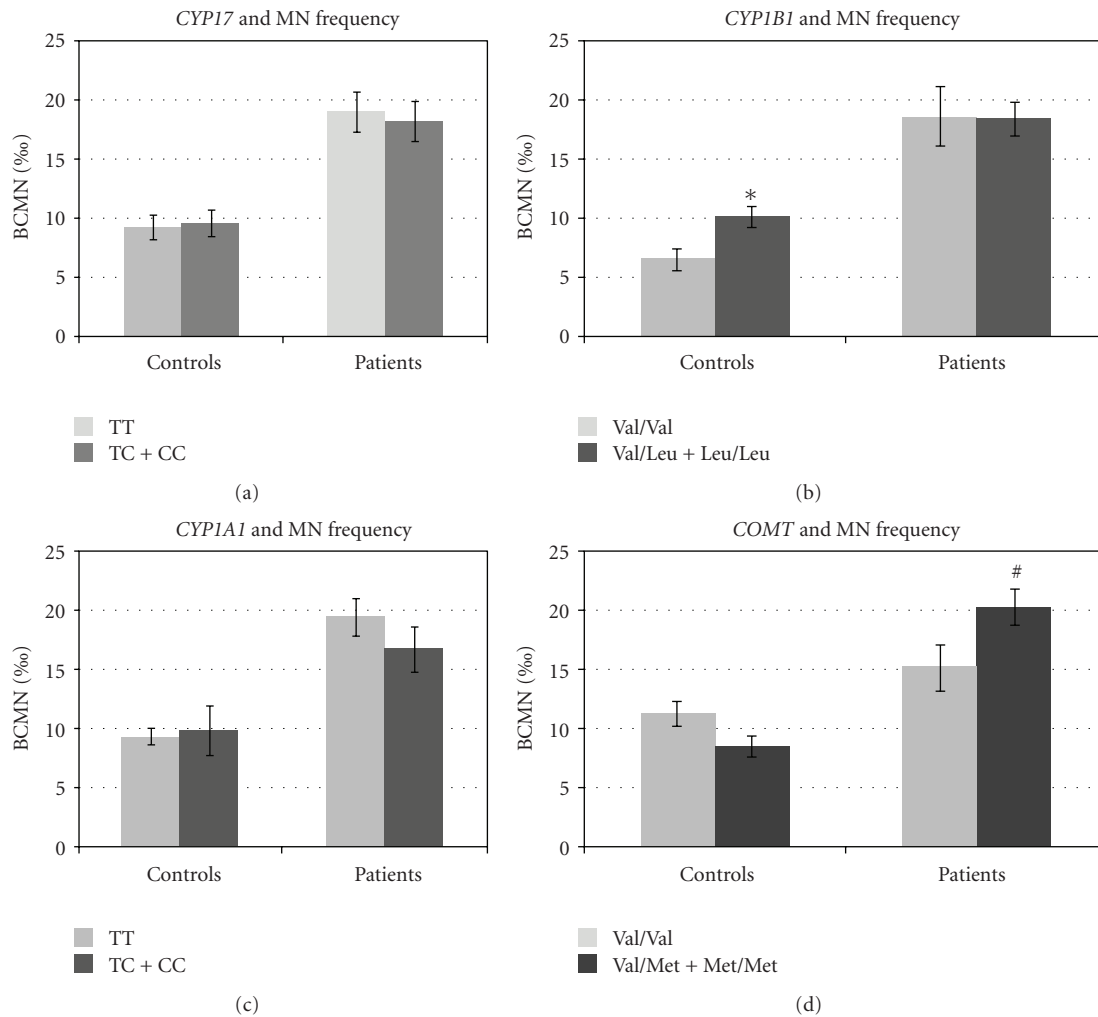 CYP17 and MN frequency
25
20
15
10
5
0
BCMN (‰)
Controls
Patients
TT
TC + CC
(a)
CYP1B1 and MN frequency
25
20
15
10
5
0
BCMN (‰)
*
Controls
Patients
Val/Val
Val/Leu + Leu/Leu
(b)
CYP1A1 and MN frequency
25
20
15
10
5
0
BCMN (‰)
Controls
Patients
TT
TC + CC
(c)
COMT and MN frequency
25
20
15
10
5
0
BCMN (‰)
#
Controls
Patients
Val/Val
Val/Met + Met/Met
(d)